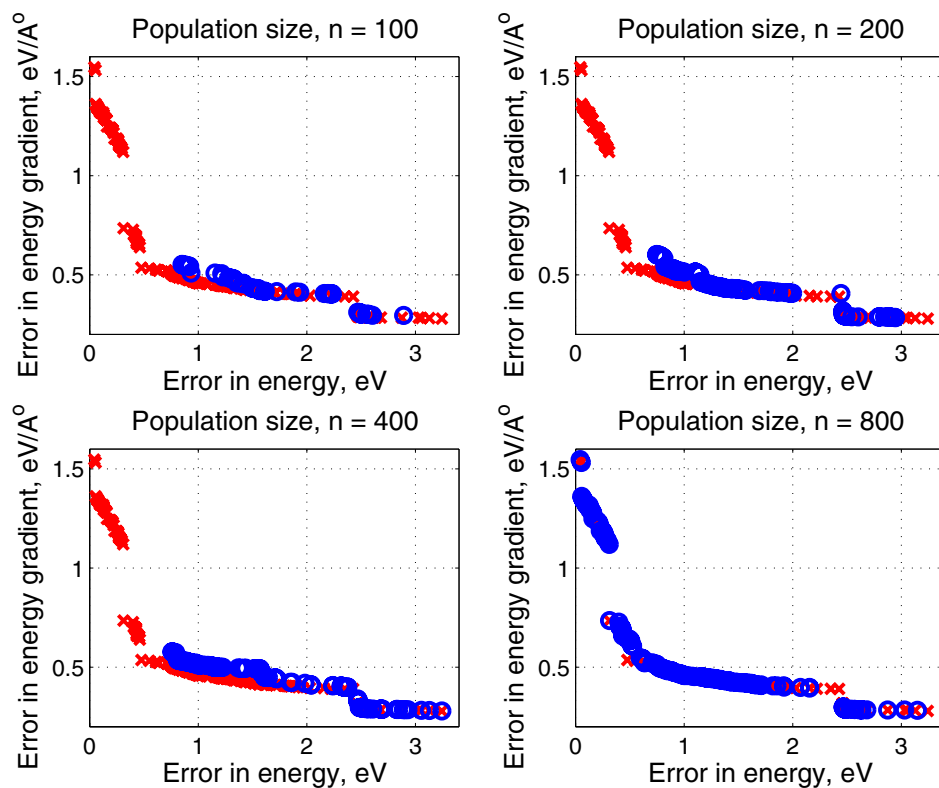 Population size, n = 100
Error in energy gradient, eV/A°
1.5
1
0.5
0 1 2 3
Error in energy, eV
Population size, n = 200
Error in energy gradient, eV/A°
1.5
1
0.5
0 1 2 3
Error in energy, eV
Population size, n = 400
Error in energy gradient, eV/A°
1.5
1
0.5
0 1 2 3
Error in energy, eV
Population size, n = 800
Error in energy gradient, eV/A°
1.5
1
0.5
0 1 2 3
Error in energy, eV